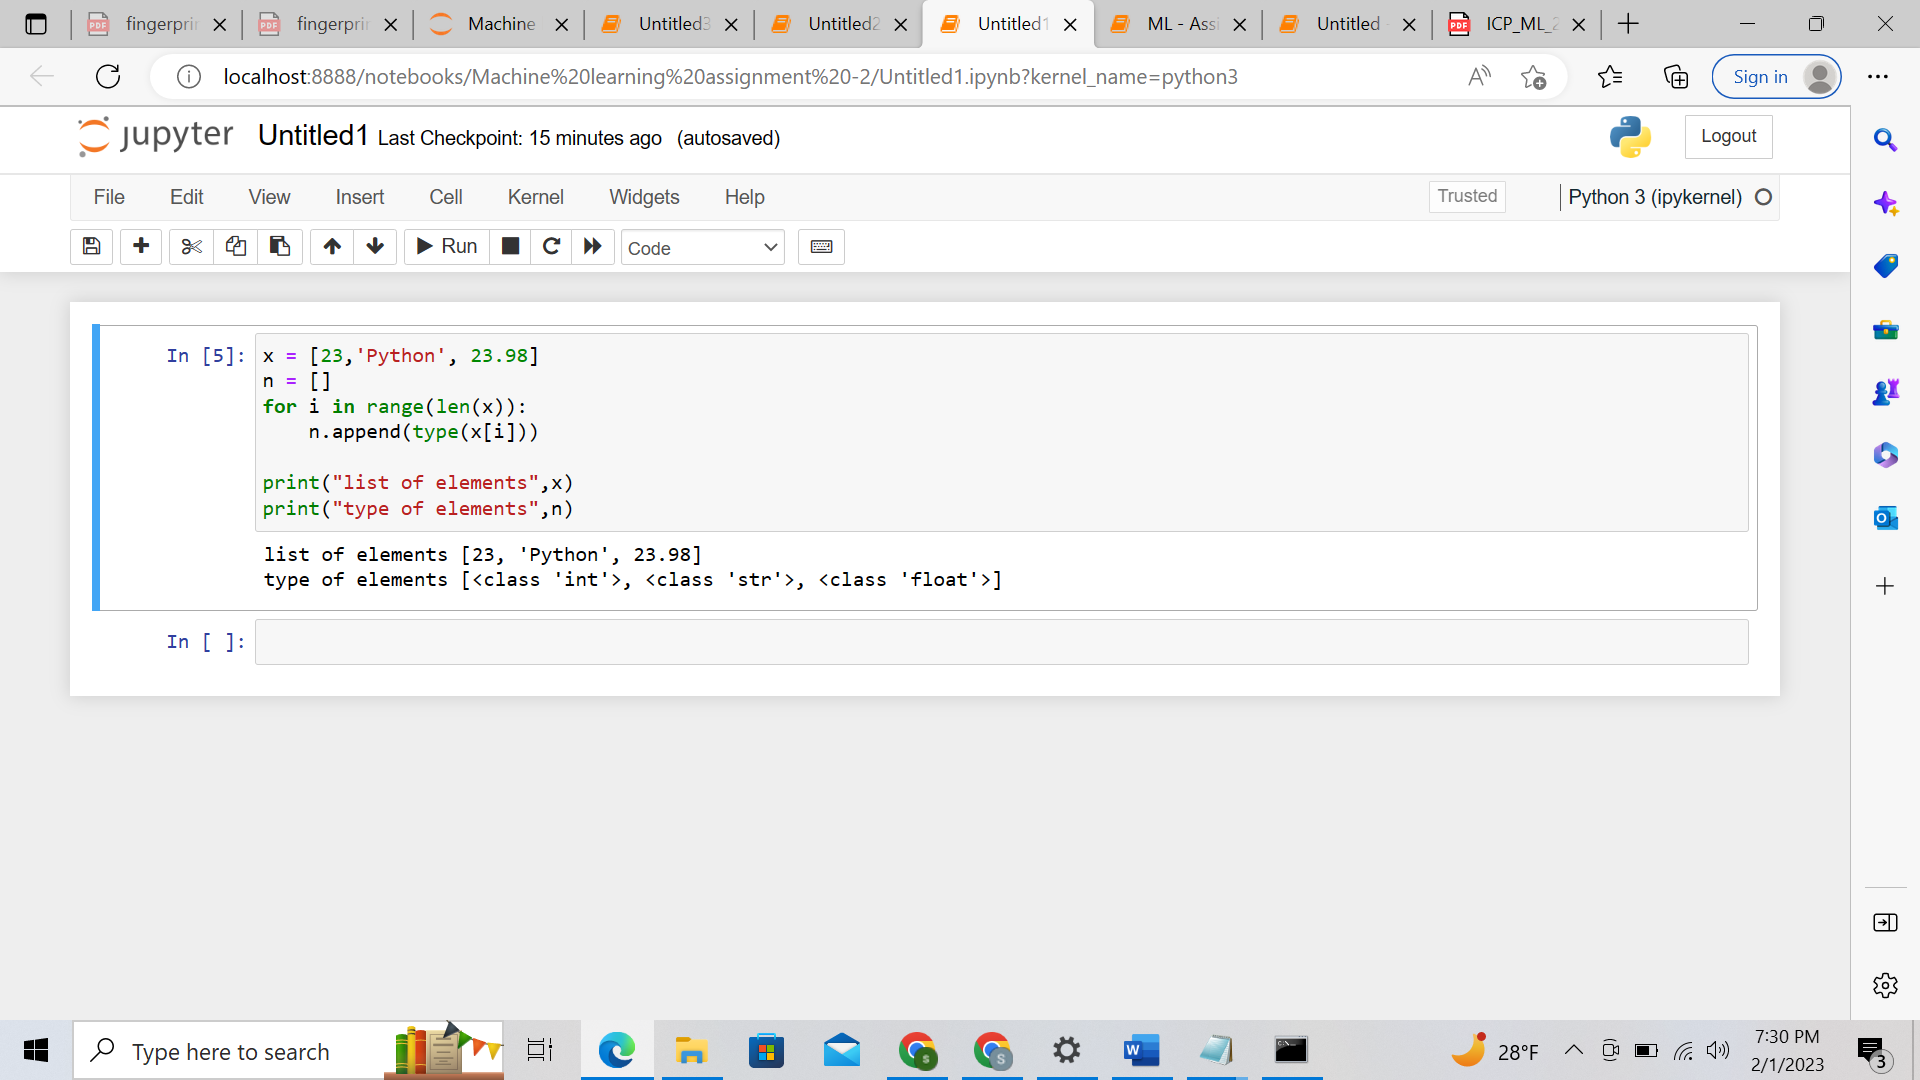 fingerprin
fingerprin
Machine
Untitled3
Untitled2
Untitled1
ML - Assi
Untitled -
ICP_ML_2
localhost:8888/notebooks/Machine%20learning%20assignment%20-2/Untitled1.ipynb?kernel_name=python3
Sign in
jupyter Untitled1 Last Checkpoint: 15 minutes ago (autosaved)
Logout
File Edit View Insert Cell Kernel Widgets Help
Trusted
Python 3 (ipykernel)
Run
Code
In [5]:
x = [23,'Python', 23.98]
n = []
for i in range(len(x)):
    n.append(type(x[i]))
print("list of elements",x)
print("type of elements",n)
list of elements [23, 'Python', 23.98]
type of elements [<class 'int'>, <class 'str'>, <class 'float'>]
In [ ]:
Type here to search
28°F
7:30 PM
2/1/2023
3